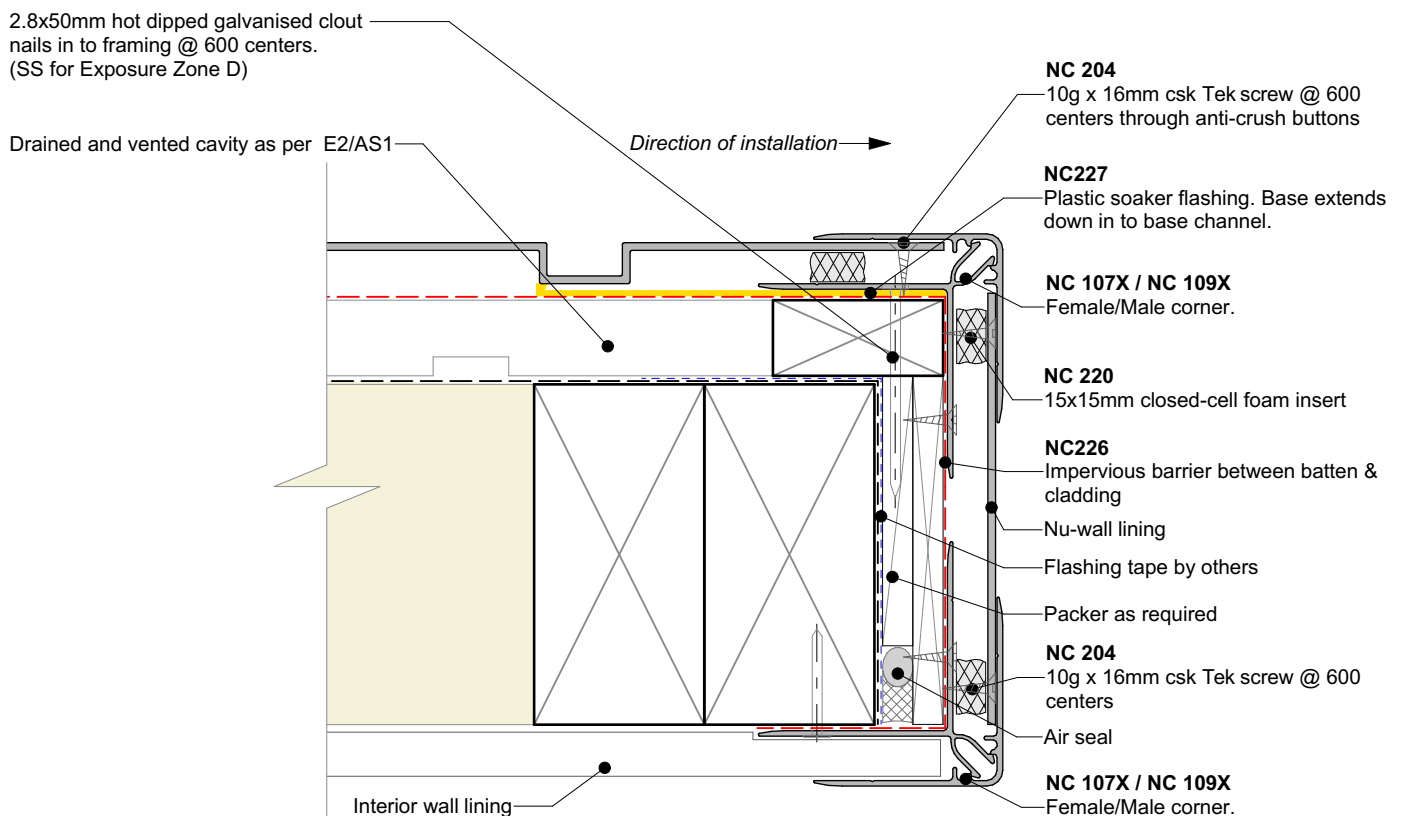 2.8x50mm hot dipped galvanised clout
nails in to framing @ 600 centers.
(SS for Exposure Zone D)
Drained and vented cavity as per E2/AS1
Direction of installation
NC 204
10g x 16mm csk Tek screw @ 600
centers through anti-crush buttons
NC227
Plastic soaker flashing. Base extends
down in to base channel.
NC 107X / NC 109X
Female/Male corner.
NC 220
15x15mm closed-cell foam insert
NC226
Impervious barrier between batten &
cladding
Nu-wall lining
Flashing tape by others
Packer as required
NC 204
10g x 16mm csk Tek screw @ 600
centers
Air seal
NC 107X / NC 109X
Female/Male corner.
Interior wall lining